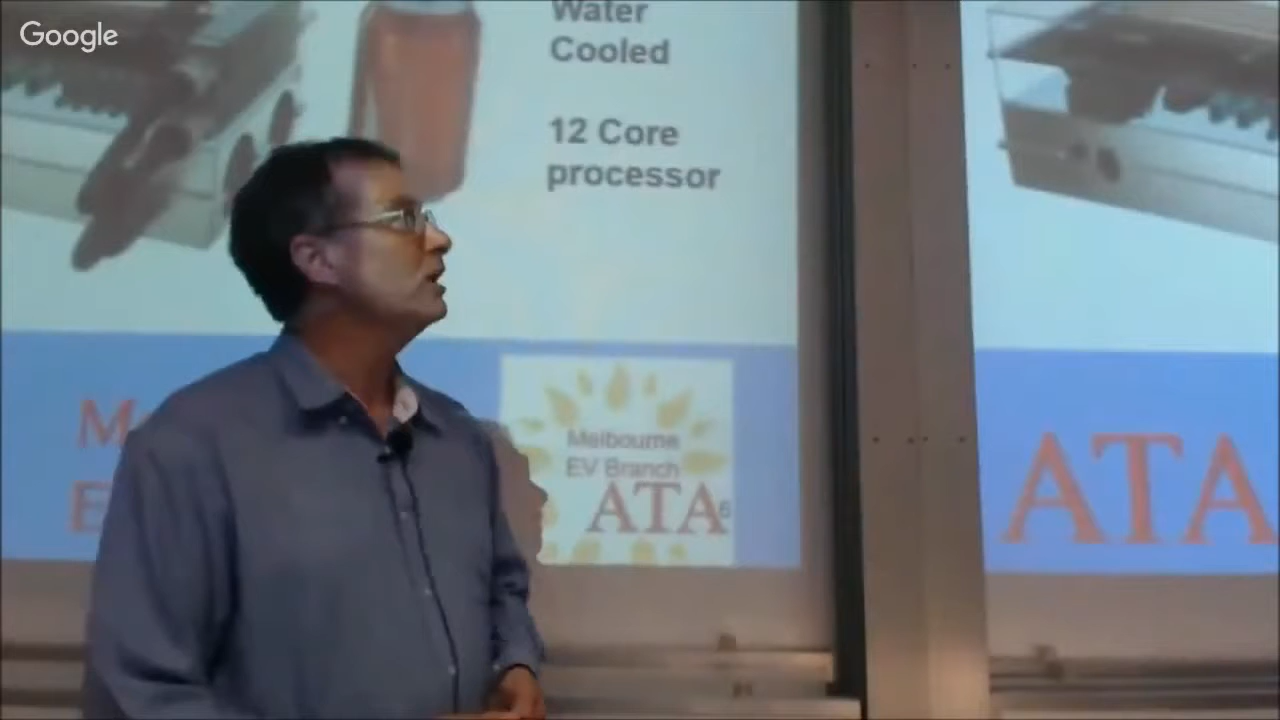 Google
Water
Cooled
12 Core
processor
M
E
Melbourne
EV Branch
ATA
ATA